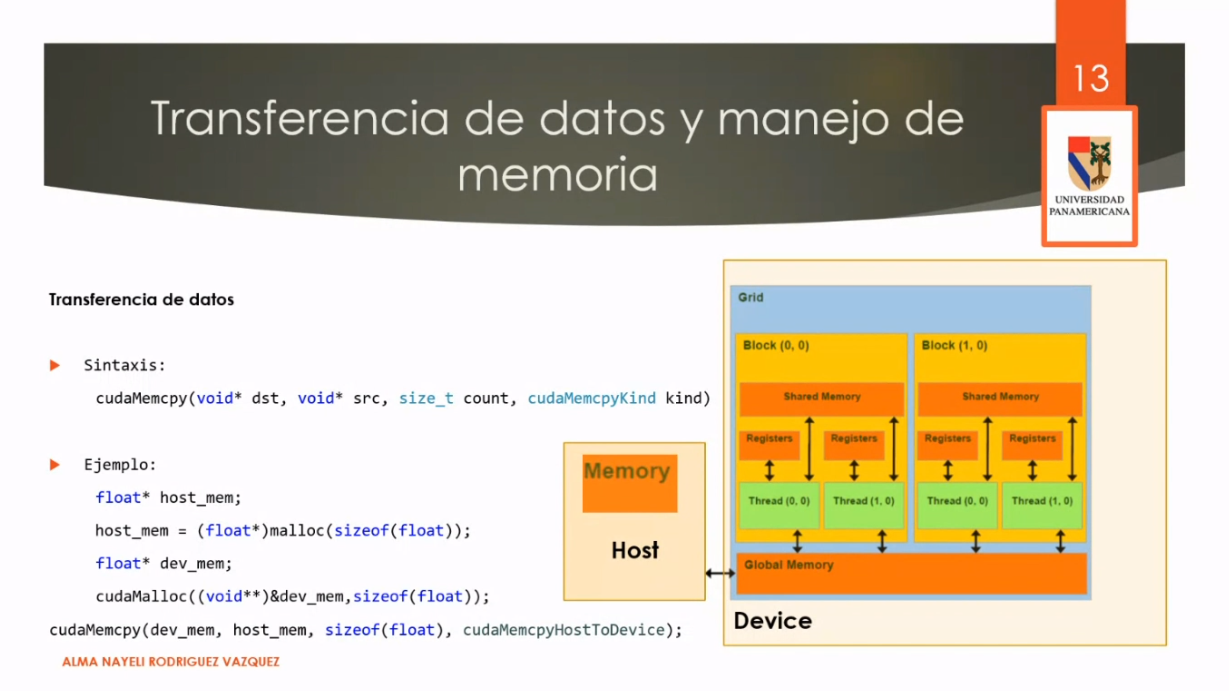 13
Transferencia de datos y manejo de
memoria
UNIVERSIDAD
PANAMERICANA
Transferencia de datos
Sintaxis:
cudaMemcpy(void* dst, void* src, size_t count, cudaMemcpyKind kind)
Ejemplo:
float* host_mem;
host_mem = (float*)malloc(sizeof(float));
float* dev_mem;
cudaMalloc((void**)&dev_mem,sizeof(float));
cudaMemcpy(dev_mem, host_mem, sizeof(float), cudaMemcpyHostToDevice);
ALMA NAYELI RODRIGUEZ VAZQUEZ
Memory
Host
Grid
Block (0, 0) Block (1, 0)
Shared Memory Shared Memory
Registers Registers Registers Registers
Thread (0, 0) Thread (1, 0) Thread (0, 0) Thread (1, 0)
Global Memory
Device